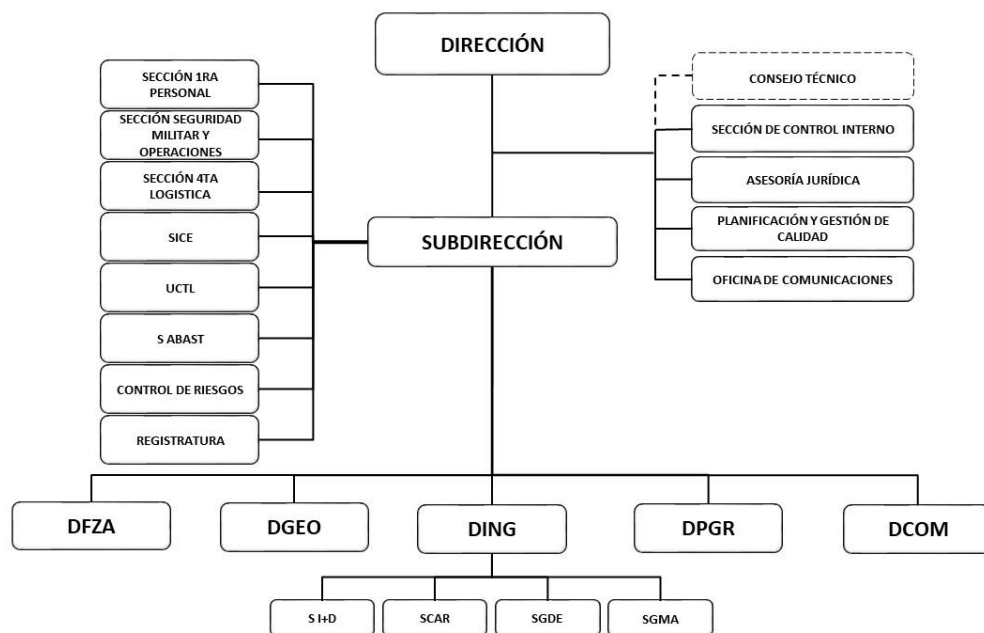 DIRECCIÓN
SECCIÓN 1RA
PERSONAL
SECCIÓN SEGURIDAD
MILITAR Y
OPERACIONES
SECCIÓN 4TA
LOGISTICA
SICE
UCTL
S ABAST
CONTROL DE RIESGOS
REGISTRATURA
CONSEJO TÉCNICO
SECCIÓN DE CONTROL INTERNO
ASESORÍA JURÍDICA
PLANIFICACIÓN Y GESTIÓN DE
CALIDAD
OFICINA DE COMUNICACIONES
SUBDIRECCIÓN
DFZA
DGEO
DING
DPGR
DCOM
S I+D
SCAR
SGDE
SGMA